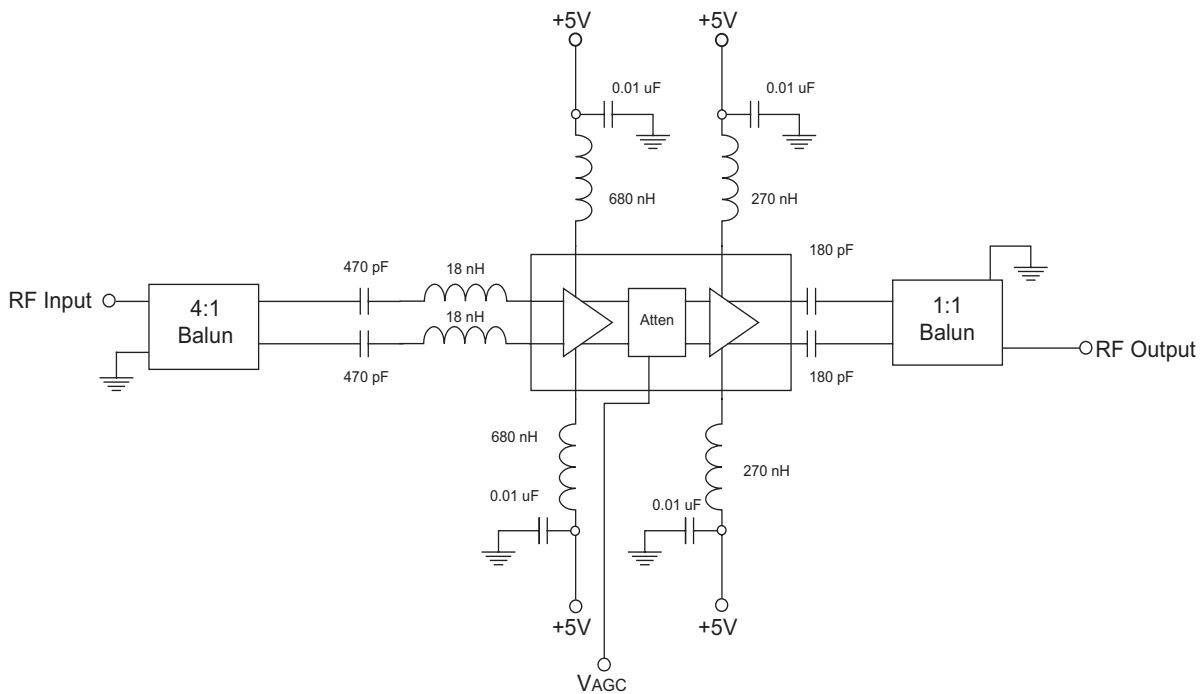 +5V
+5V
0.01 uF
0.01 uF
680 nH
270 nH
470 pF
18 nH
180 pF
RF Input
4:1
Balun
18 nH
Atten
1:1
Balun
RF Output
470 pF
180 pF
680 nH
270 nH
0.01 uF
0.01 uF
+5V
+5V
VAGC